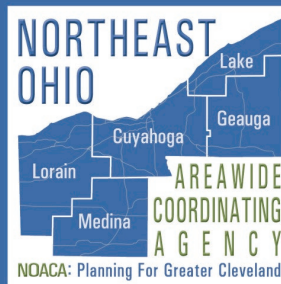 NORTHEAST
OHIO
Lake
Geauga
Cuyahoga
Lorain
Medina
AREAWIDE
COORDINATING
AGENCY
NOACA: Planning For Greater Cleveland